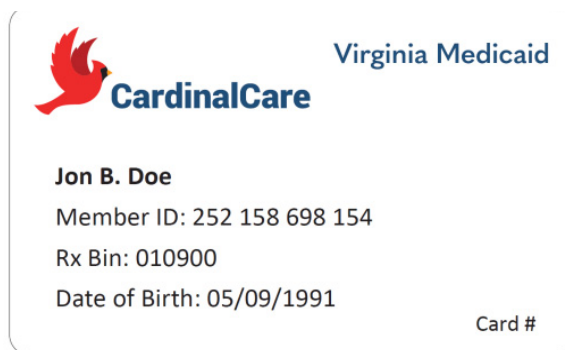 Virginia Medicaid
CardinalCare
Jon B. Doe
Member ID: 252 158 698 154
Rx Bin: 010900
Date of Birth: 05/09/1991
Card #